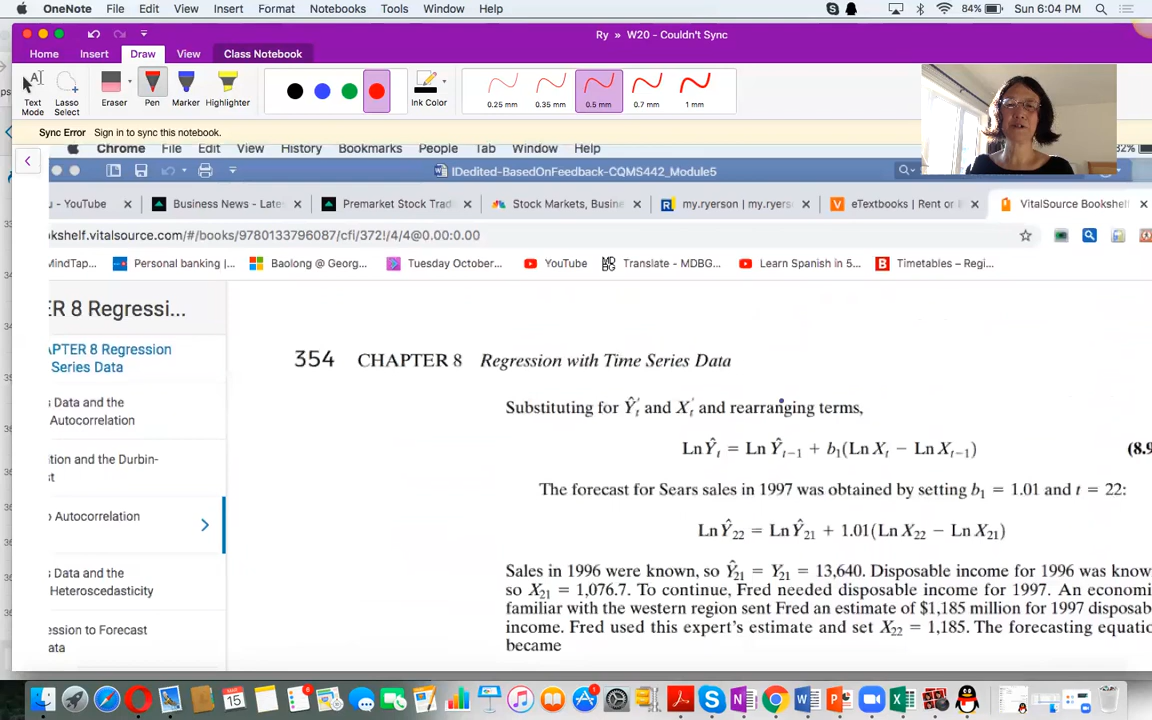 OneNote File Edit View Insert Format Notebooks Tools Window Help 84% Sun 6:04 PM
Ry » W20 - Couldn't Sync
Home Insert Draw View Class Notebook
Text Mode Lasso Select Eraser Pen Marker Highlighter Ink Color 0.25 mm 0.35 mm 0.5 mm 0.7 mm 1 mm
Sync Error Sign in to sync this notebook.
Chrome File Edit View History Bookmarks People Tab Window Help
IDedited-BasedOnFeedback-CQMS442_Module5
u - YouTube Business News - Late Premarket Stock Trad Stock Markets, Busine my.ryerson | my.ryers eTextbooks | Rent or VitalSource Bookshelf
okshelf.vitalsource.com/#/books/9780133796087/cfi/372!/4/4@0.00:0.00
MindTap... Personal banking |... Baolong @ Georg... Tuesday October... YouTube Translate - MDBG... Learn Spanish in 5... Timetables – Regi...
ER 8 Regressi...
APTER 8 Regression
Series Data
s Data and the
Autocorrelation
tion and the Durbin-
st
o Autocorrelation
s Data and the
Heteroscedasticity
ession to Forecast
ata
354 CHAPTER 8 Regression with Time Series Data
Substituting for Ŷ′t and X′t and rearranging terms,
Ln Ŷt = Ln Ŷt−1 + b1(Ln Xt − Ln Xt−1) (8.9
The forecast for Sears sales in 1997 was obtained by setting b1 = 1.01 and t = 22:
Ln Ŷ22 = Ln Ŷ21 + 1.01(Ln X22 − Ln X21)
Sales in 1996 were known, so Ŷ21 = Y21 = 13,640. Disposable income for 1996 was know
so X21 = 1,076.7. To continue, Fred needed disposable income for 1997. An economi
familiar with the western region sent Fred an estimate of $1,185 million for 1997 disposab
income. Fred used this expert's estimate and set X22 = 1,185. The forecasting equatio
became